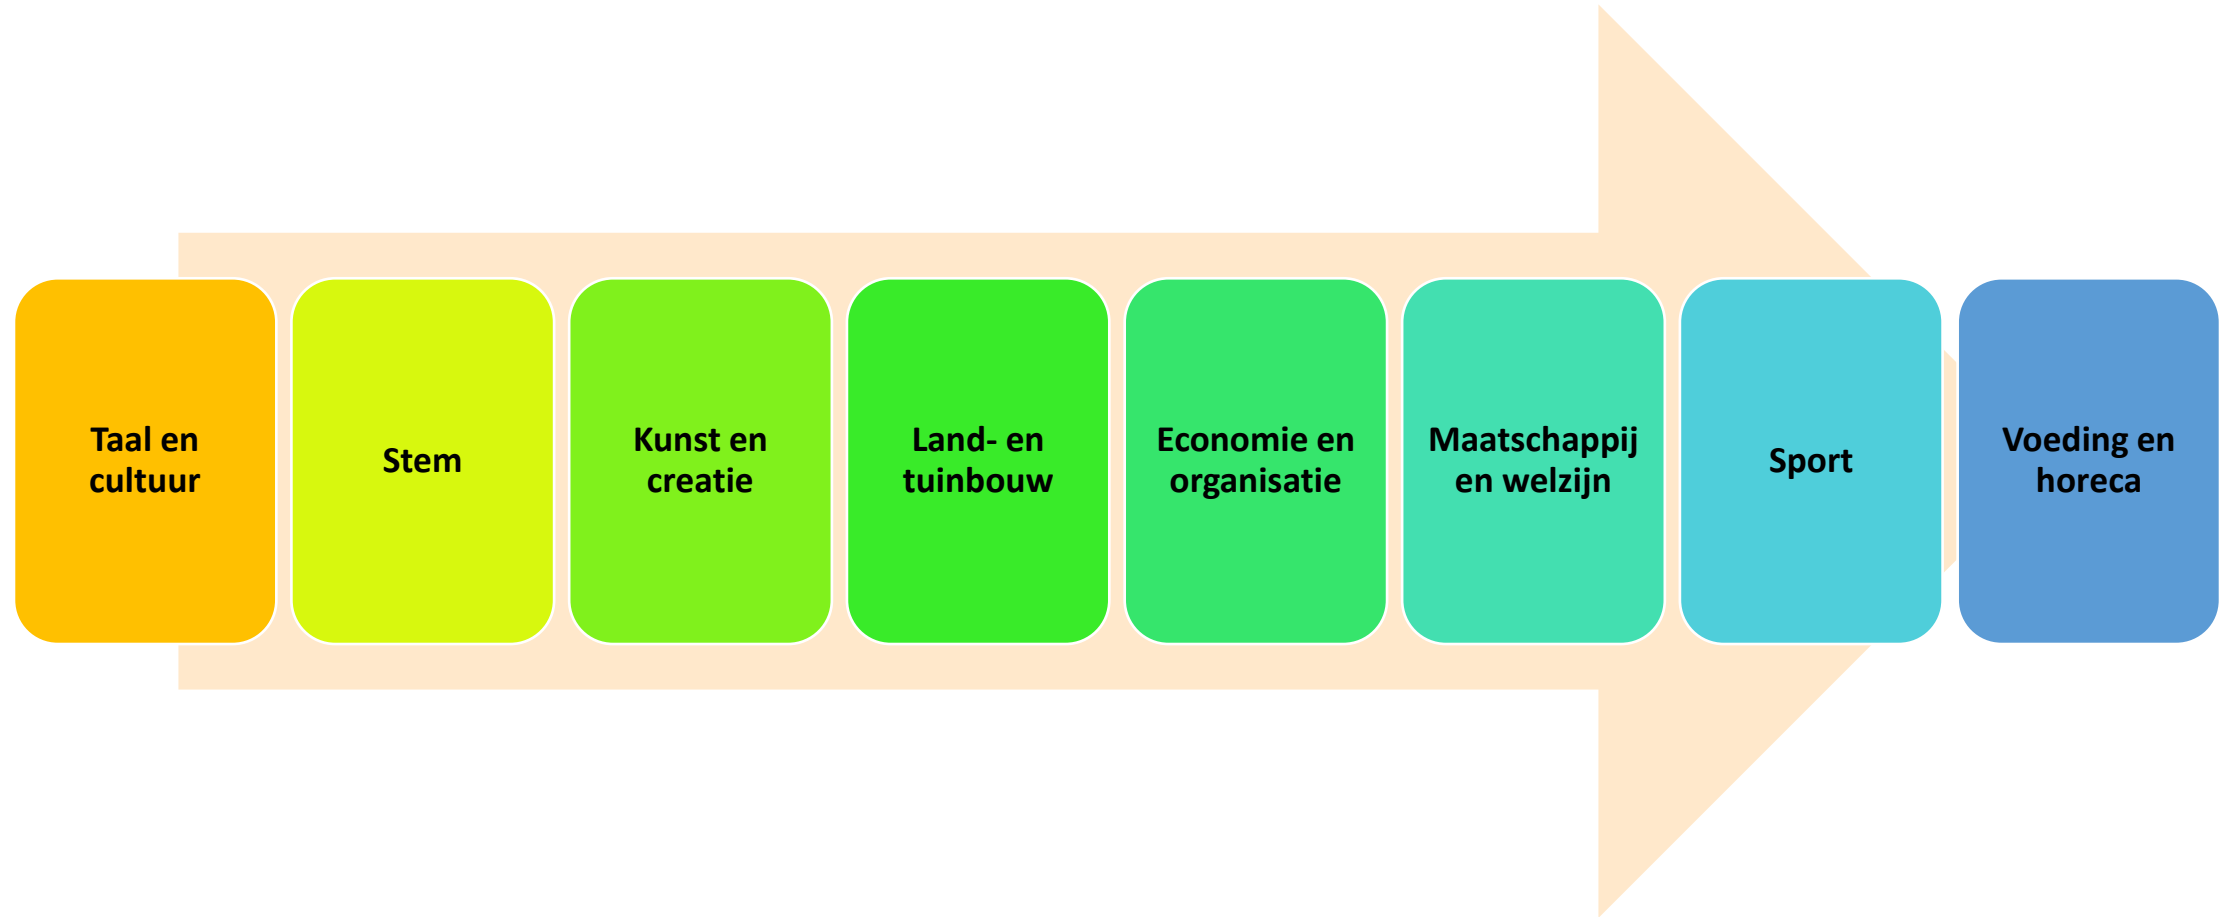 Taal en
cultuur
Stem
Kunst en
creatie
Land- en
tuinbouw
Economie en
organisatie
Maatschappij
en welzijn
Sport
Voeding en
horeca